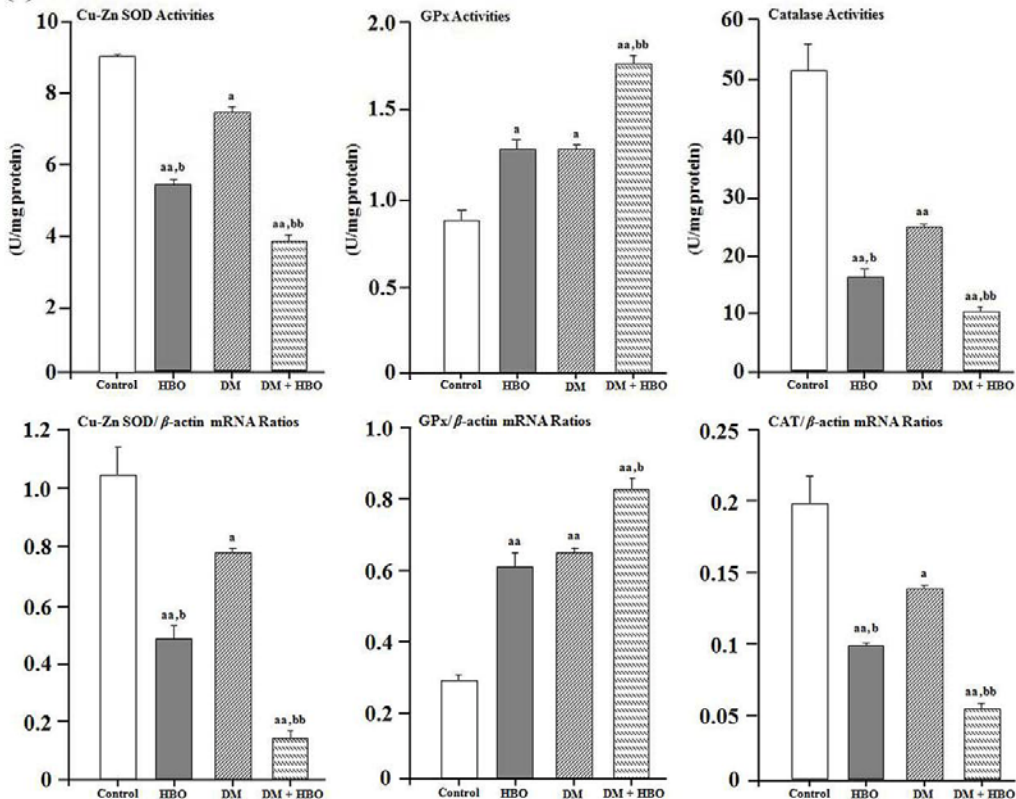 Cu-Zn SOD Activities
10
8
6
4
2
0
(U/mg protein)
aa,b
a
aa,bb
Control HBO DM DM + HBO
GPx Activities
2.0
1.5
1.0
0.5
0.0
(U/mg protein)
a
a
aa,bb
Control HBO DM DM + HBO
Catalase Activities
60
50
40
30
20
10
0
(U/mg protein)
aa,b
aa
aa,bb
Control HBO DM DM + HBO
Cu-Zn SOD/β-actin mRNA Ratios
1.2
1.0
0.8
0.6
0.4
0.2
0
aa,b
a
aa,bb
Control HBO DM DM + HBO
GPx/β-actin mRNA Ratios
1.0
0.8
0.6
0.4
0.2
0
aa
aa
aa,b
Control HBO DM DM + HBO
CAT/β-actin mRNA Ratios
0.25
0.2
0.15
0.1
0.05
0
aa,b
a
aa,bb
Control HBO DM DM + HBO